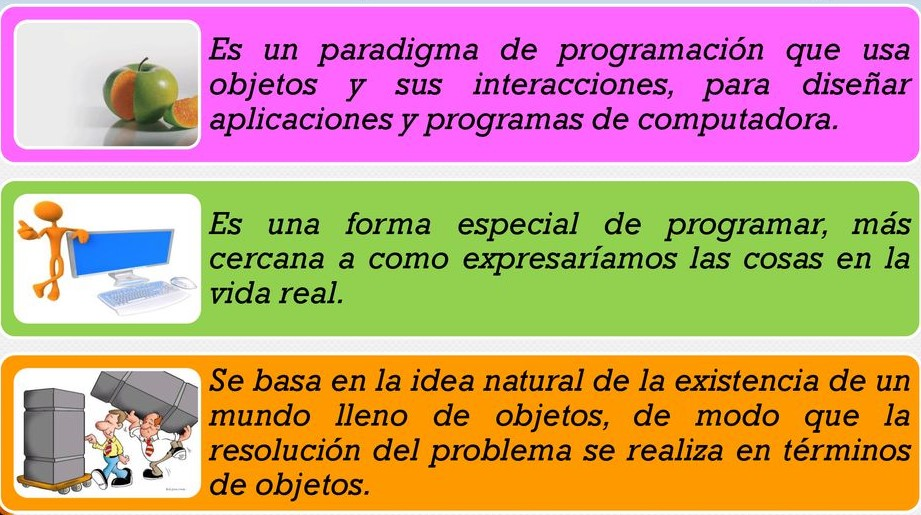 Es un paradigma de programación que usa
objetos y sus interacciones, para diseñar
aplicaciones y programas de computadora.
Es una forma especial de programar, más
cercana a como expresaríamos las cosas en la
vida real.
Se basa en la idea natural de la existencia de un
mundo lleno de objetos, de modo que la
resolución del problema se realiza en términos
de objetos.